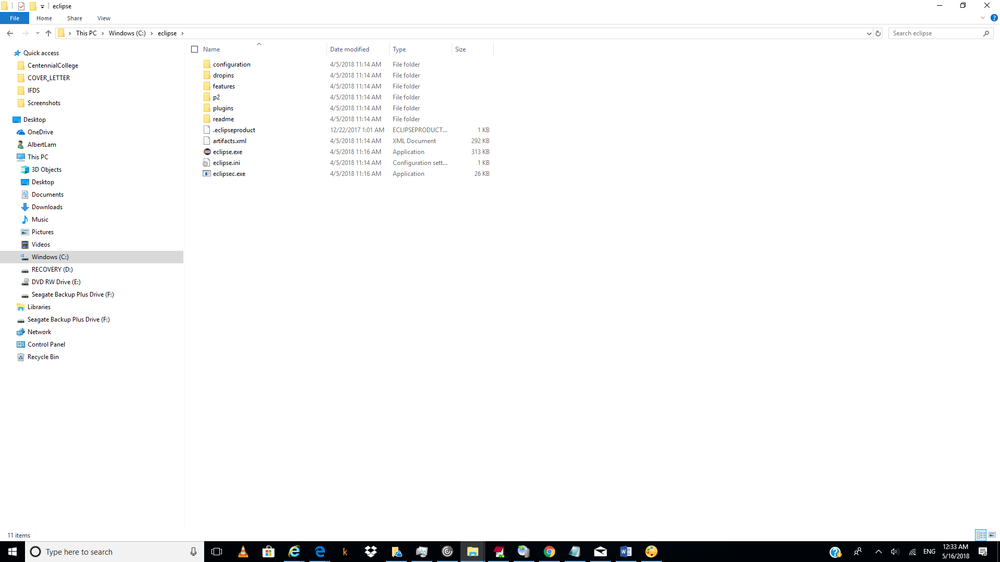 eclipse
File Home Share View
This PC Windows (C:) eclipse
Search eclipse
Name Date modified Type Size
Quick access
CentennialCollege
COVER_LETTER
IFDS
Screenshots
Desktop
OneDrive
AlbertLam
This PC
3D Objects
Desktop
Documents
Downloads
Music
Pictures
Videos
Windows (C:)
RECOVERY (D:)
DVD RW Drive (E:)
Seagate Backup Plus Drive (F:)
Libraries
Seagate Backup Plus Drive (F:)
Network
Control Panel
Recycle Bin
configuration 4/5/2018 11:14 AM File folder
dropins 4/5/2018 11:14 AM File folder
features 4/5/2018 11:14 AM File folder
p2 4/5/2018 11:14 AM File folder
plugins 4/5/2018 11:14 AM File folder
readme 4/5/2018 11:14 AM File folder
.eclipseproduct 12/22/2017 1:01 AM ECLIPSEPRODUCT... 1 KB
artifacts.xml 4/5/2018 11:14 AM XML Document 292 KB
eclipse.exe 4/5/2018 11:16 AM Application 313 KB
eclipse.ini 4/5/2018 11:14 AM Configuration sett... 1 KB
eclipsec.exe 4/5/2018 11:16 AM Application 26 KB
11 items
Type here to search
ENG
12:33 AM
5/16/2018